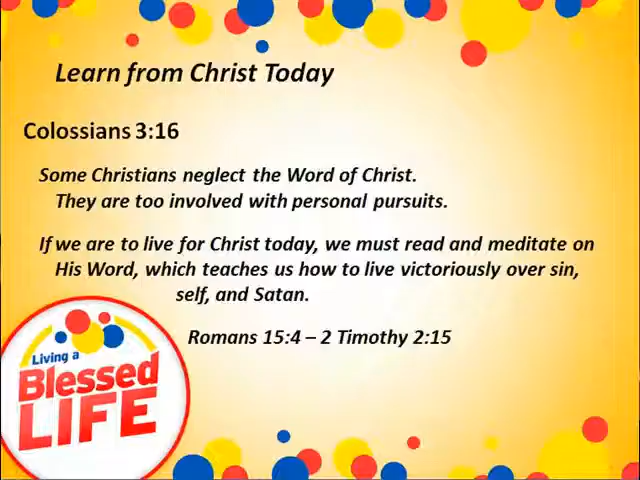 Learn from Christ Today
Colossians 3:16
Some Christians neglect the Word of Christ.
They are too involved with personal pursuits.
If we are to live for Christ today, we must read and meditate on
His Word, which teaches us how to live victoriously over sin,
self, and Satan.
Romans 15:4 – 2 Timothy 2:15
Living a
Blessed
LIFE